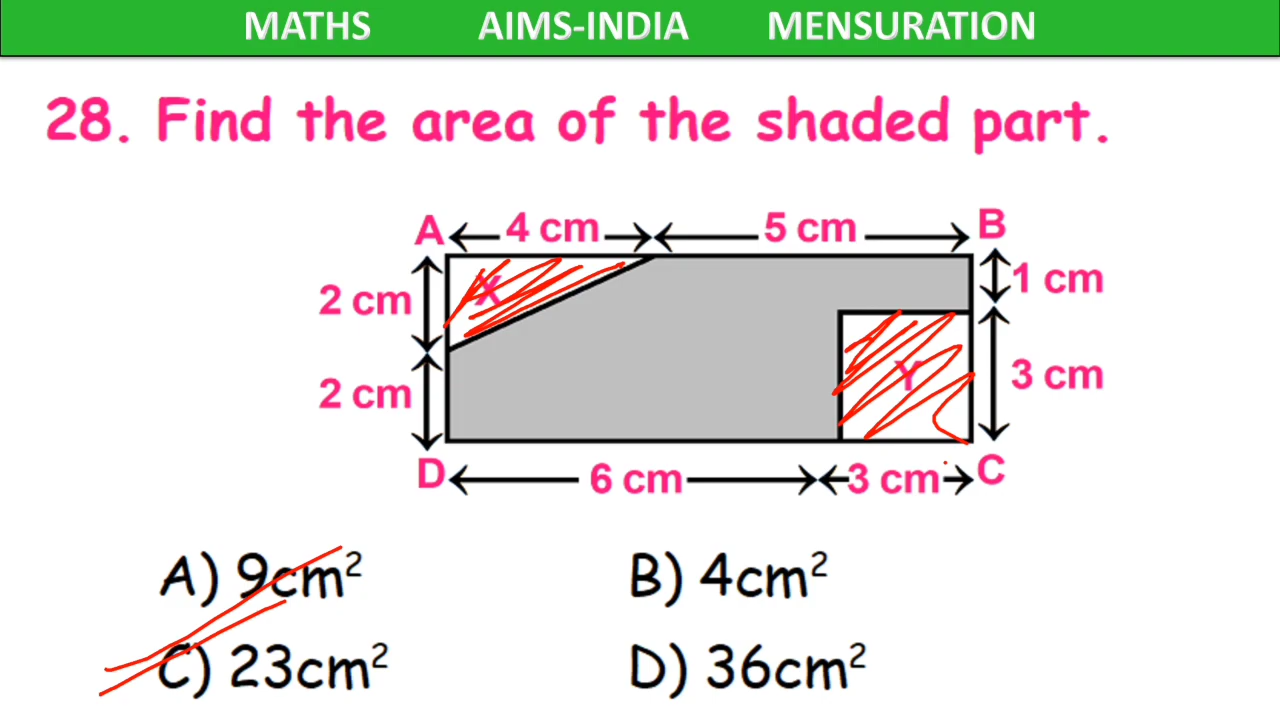 MATHS AIMS-INDIA MENSURATION
28. Find the area of the shaded part.
A 4 cm 5 cm B
2 cm X 1 cm
2 cm Y 3 cm
D 6 cm 3 cm C
A) 9cm² B) 4cm²
C) 23cm² D) 36cm²